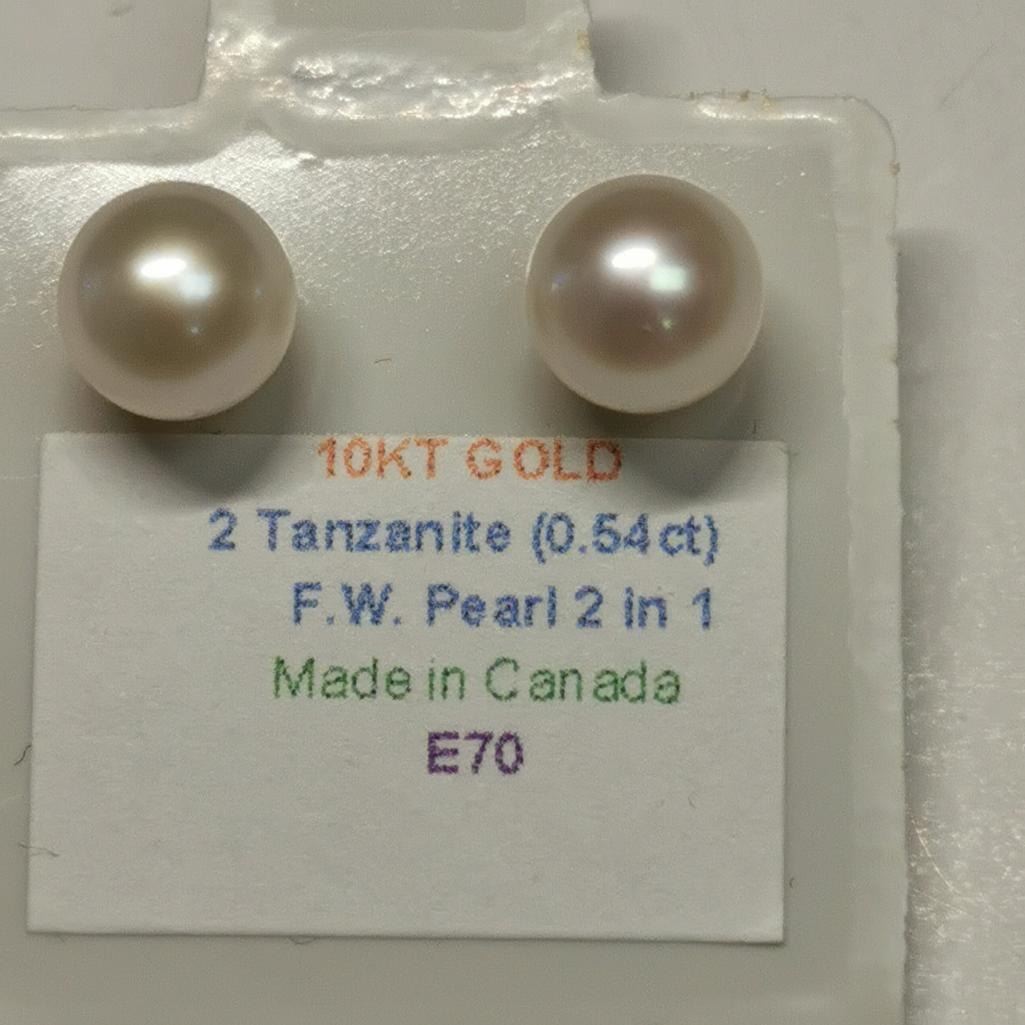 10KT GOLD
2 Tanzanite (0.54ct)
F.W. Pearl 2 in 1
Made in Canada
E70